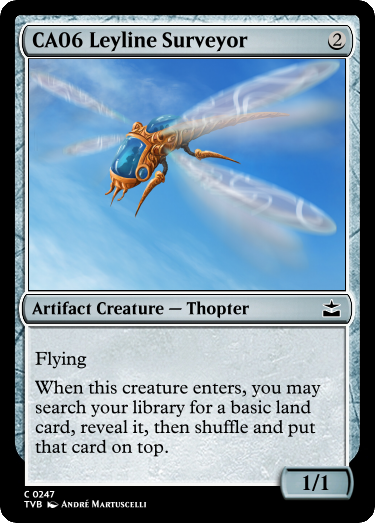 CA06 Leyline Surveyor 2
Artifact Creature — Thopter
Flying
When this creature enters, you may
search your library for a basic land
card, reveal it, then shuffle and put
that card on top.
1/1
C 0247
TVB André Martuscelli